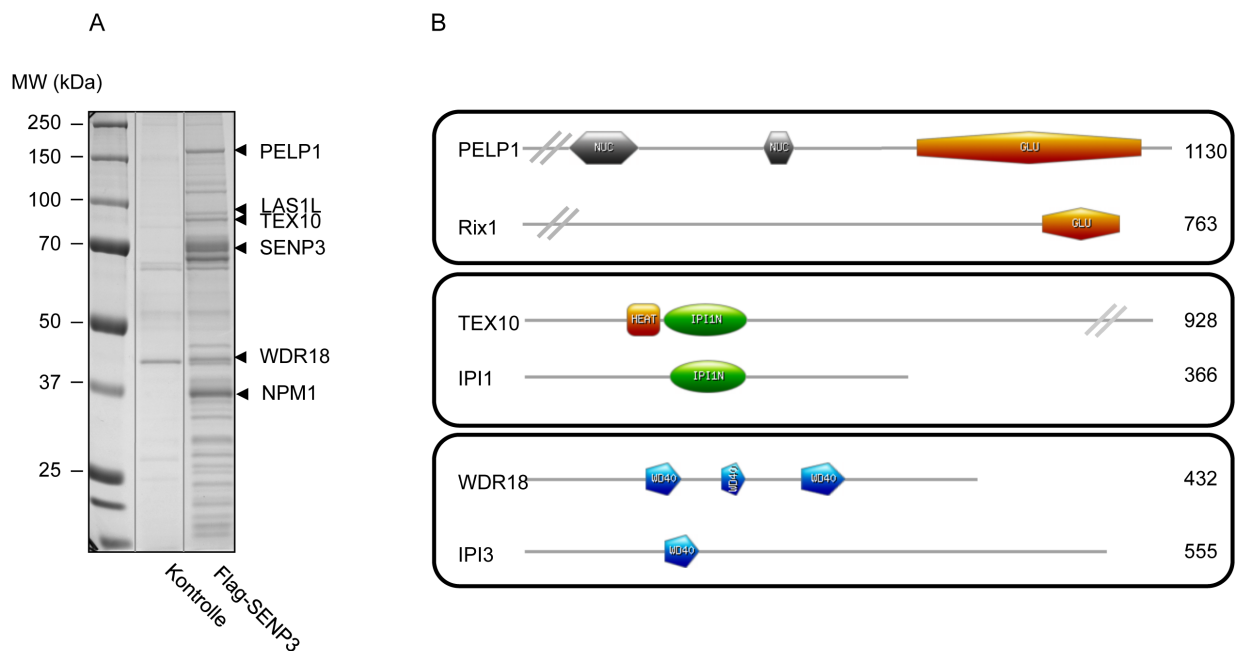 A
B
MW (kDa)
250
150
100
70
50
37
25
PELP1
LAS1L
TEX10
SENP3
WDR18
NPM1
Kontrolle
Flag-SENP3
PELP1 NUC NUC GLU 1130
Rix1 GLU 763
TEX10 HEAT IPI1N 928
IPI1 IPI1N 366
WDR18 WD40 WD40 WD40 432
IPI3 WD40 555